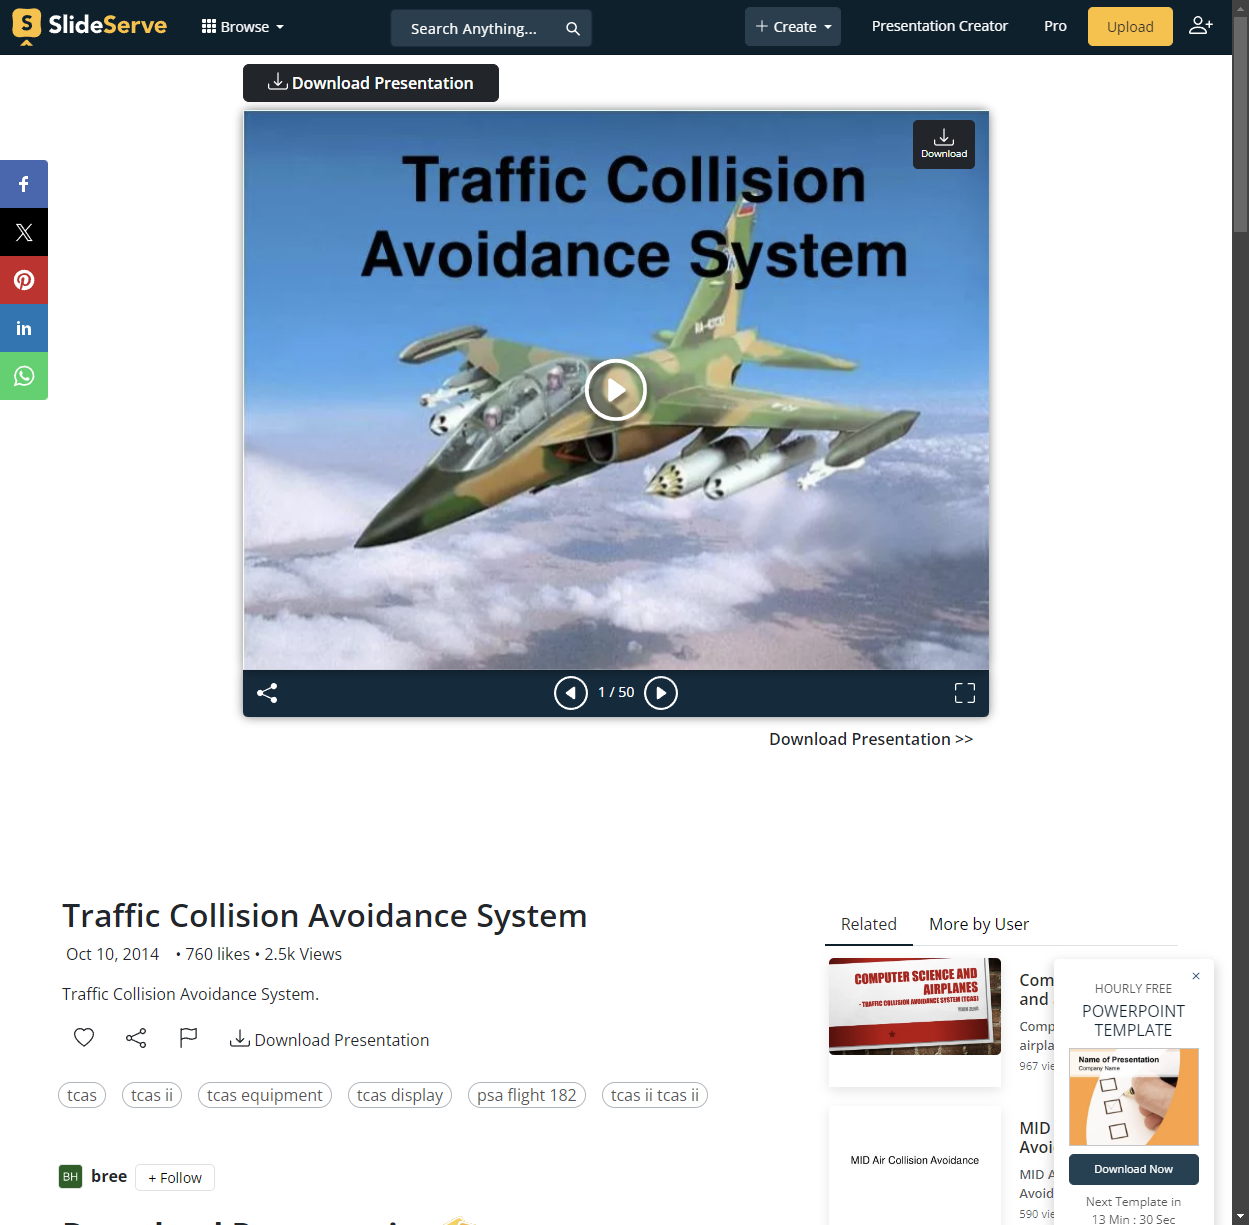 SlideServe
Browse
Search Anything...
Create
Presentation Creator
Pro
Upload
Download Presentation
Download
Traffic Collision
Avoidance System
1 / 50
Download Presentation >>
Traffic Collision Avoidance System
Oct 10, 2014 • 760 likes • 2.5k Views
Traffic Collision Avoidance System.
Download Presentation
tcas
tcas ii
tcas equipment
tcas display
psa flight 182
tcas ii tcas ii
BH
bree
+ Follow
Related
More by User
COMPUTER SCIENCE AND
AIRPLANES
- TRAFFIC COLLISION AVOIDANCE SYSTEM (TCAS)
Com
and
Comp
airpla
967 vie
MID Air Collision Avoidance
MID
Avoi
MID A
Avoid
590 vie
×
HOURLY FREE
POWERPOINT
TEMPLATE
Name of Presentation
Company Name
Download Now
Next Template in
13 Min : 30 Sec